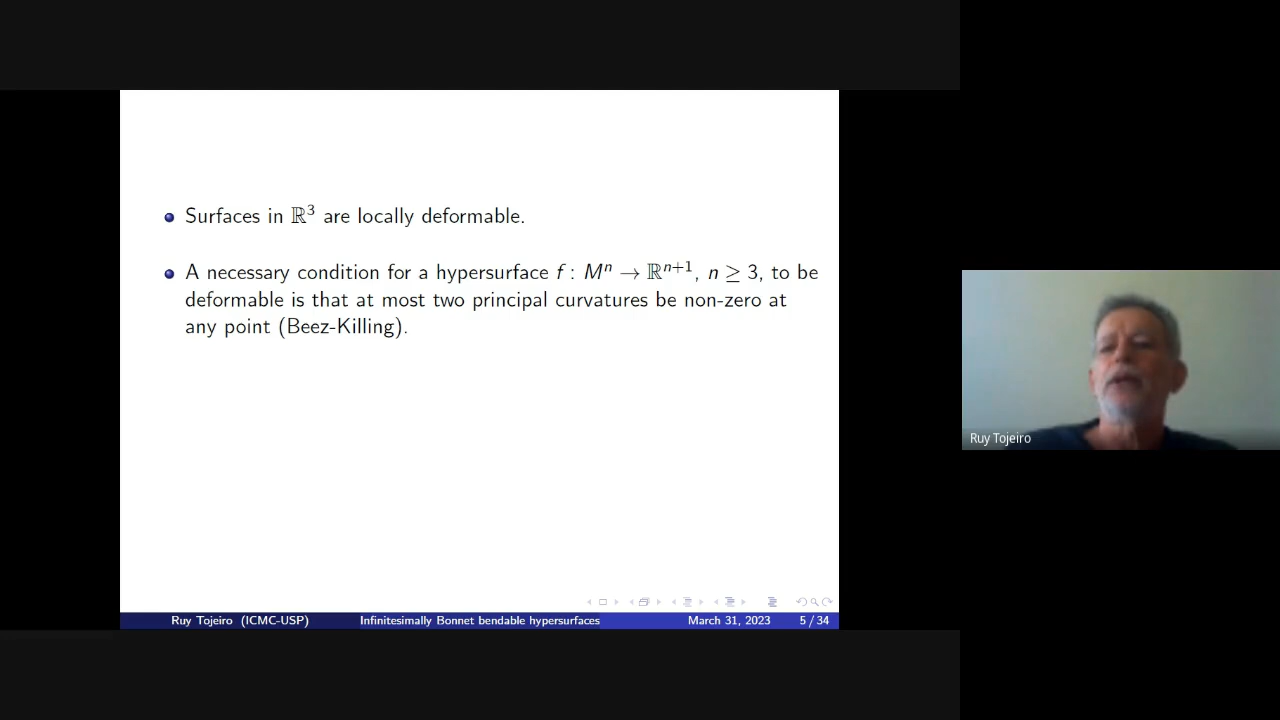 Surfaces in ℝ³ are locally deformable.
A necessary condition for a hypersurface f : Mⁿ → ℝⁿ⁺¹, n ≥ 3, to be
deformable is that at most two principal curvatures be non-zero at
any point (Beez-Killing).
Ruy Tojeiro
Ruy Tojeiro (ICMC-USP) Infinitesimally Bonnet bendable hypersurfaces March 31, 2023 5 / 34